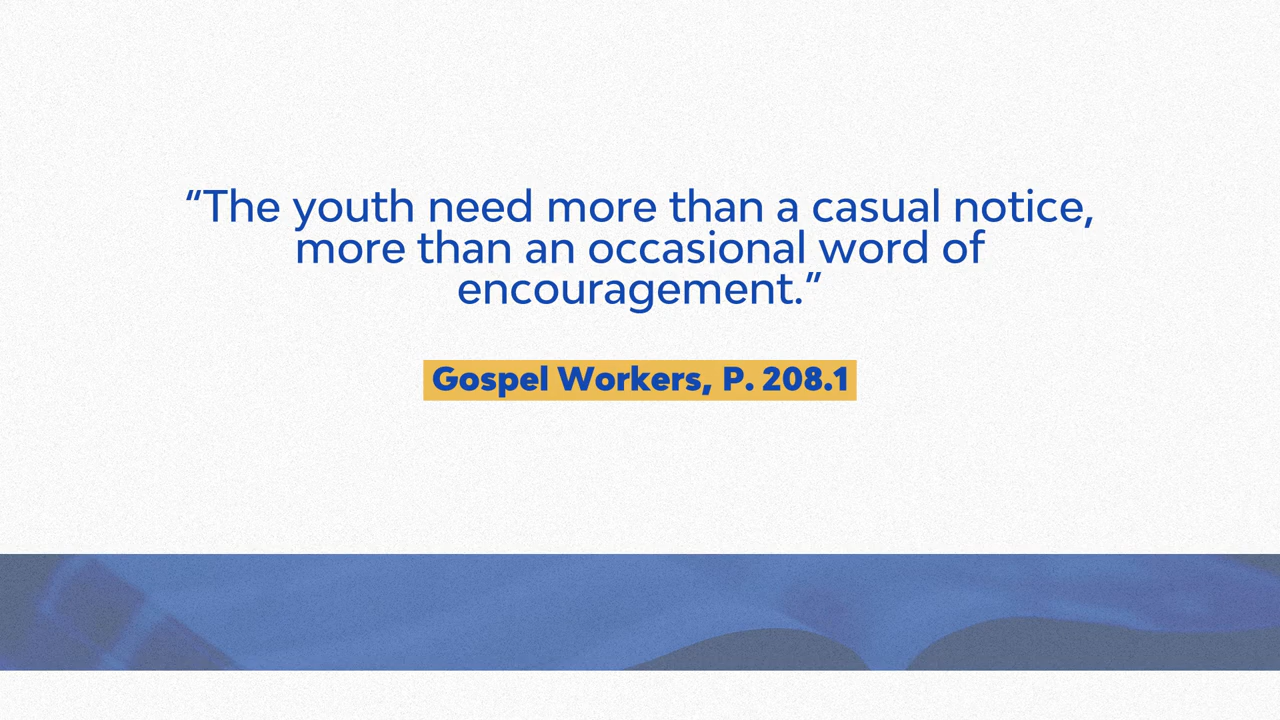 “The youth need more than a casual notice,
more than an occasional word of
encouragement.”
Gospel Workers, P. 208.1